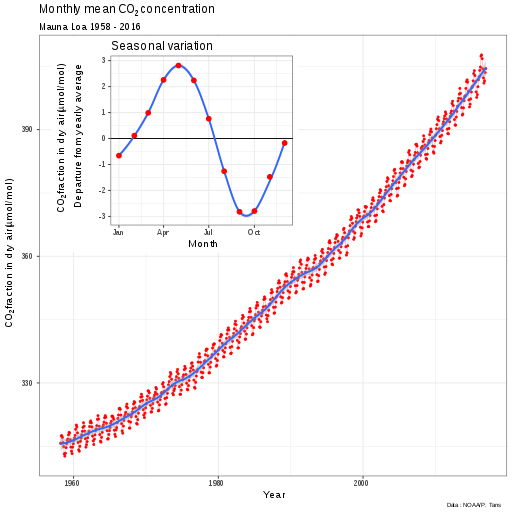 Monthly mean CO2 concentration
Mauna Loa 1958 - 2016
Seasonal variation
CO2 fraction in dry air (μmol/mol)
Departure from yearly average
3
2
1
0
-1
-2
-3
Jan
Apr
Jul
Oct
Month
CO2 fraction in dry air (μmol/mol)
390
360
330
1960
1980
2000
Year
Data : NOAA/P. Tans